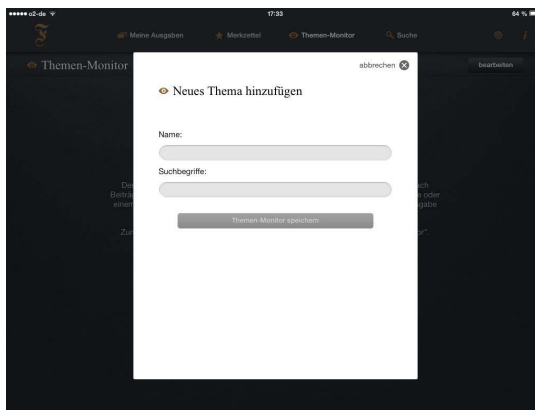 o2-de 17:33 64 %
Meine Ausgaben Merkzettel Themen-Monitor Suche
Themen-Monitor bearbeiten
abbrechen
Neues Thema hinzufügen
Name:
Suchbegriffe:
Themen-Monitor speichern